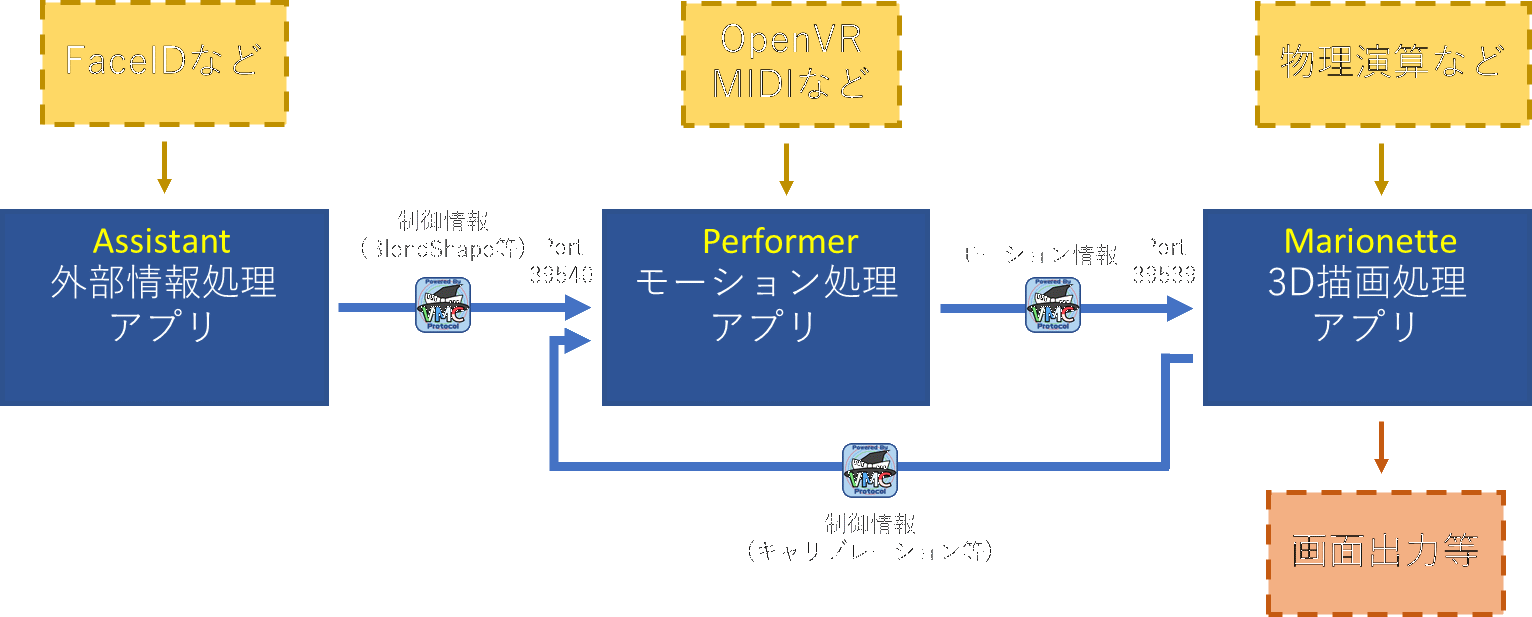 FaceIDなど
OpenVR
MIDIなど
物理演算など
Assistant
外部情報処理
アプリ
制御情報
(BlendShape等)
Port
39540
Powered By
VMC
Protocol
Performer
モーション処理
アプリ
モーション情報
Port
39539
Powered By
VMC
Protocol
Marionette
3D描画処理
アプリ
Powered By
VMC
Protocol
制御情報
(キャリブレーション等)
画面出力等